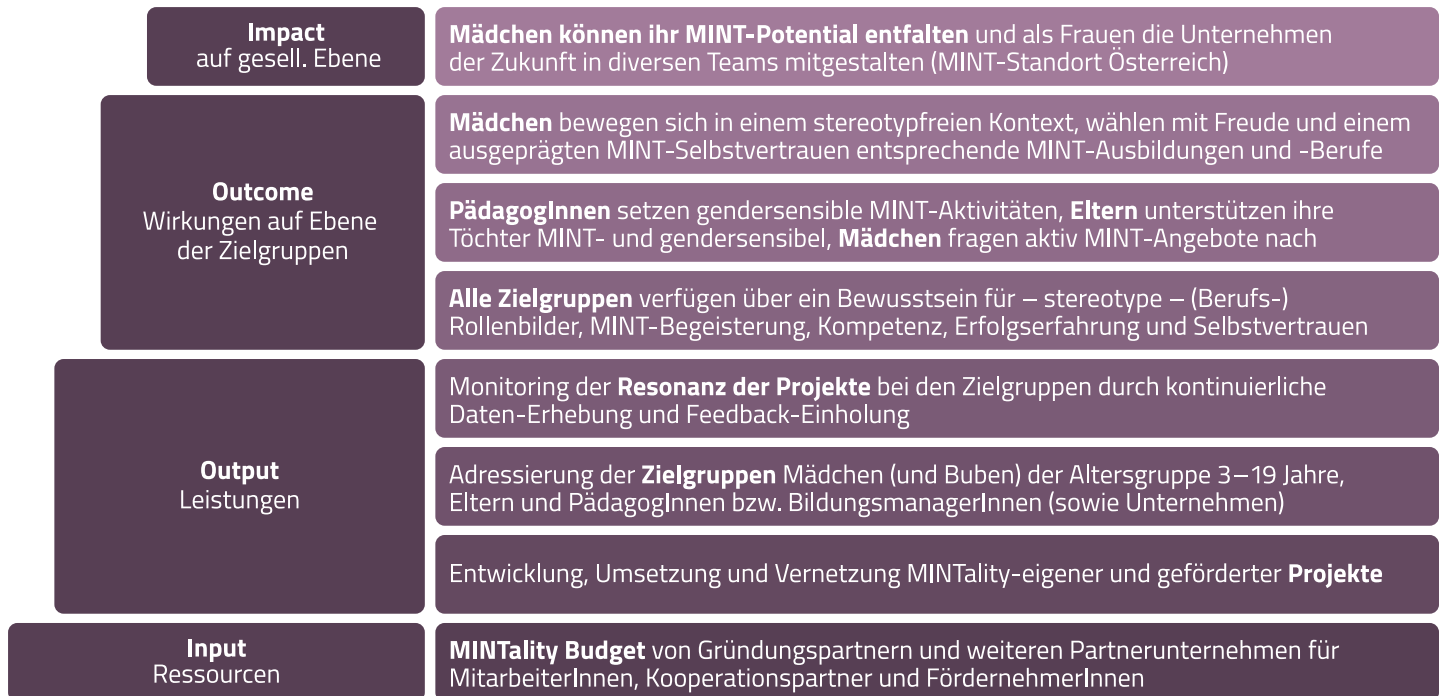 Impact
auf gesell. Ebene
Mädchen können ihr MINT-Potential entfalten und als Frauen die Unternehmen
der Zukunft in diversen Teams mitgestalten (MINT-Standort Österreich)
Outcome
Wirkungen auf Ebene
der Zielgruppen
Mädchen bewegen sich in einem stereotypfreien Kontext, wählen mit Freude und einem
ausgeprägten MINT-Selbstvertrauen entsprechende MINT-Ausbildungen und -Berufe
PädagogInnen setzen gendersensible MINT-Aktivitäten, Eltern unterstützen ihre
Töchter MINT- und gendersensibel, Mädchen fragen aktiv MINT-Angebote nach
Alle Zielgruppen verfügen über ein Bewusstsein für – stereotype – (Berufs-)
Rollenbilder, MINT-Begeisterung, Kompetenz, Erfolgserfahrung und Selbstvertrauen
Output
Leistungen
Monitoring der Resonanz der Projekte bei den Zielgruppen durch kontinuierliche
Daten-Erhebung und Feedback-Einholung
Adressierung der Zielgruppen Mädchen (und Buben) der Altersgruppe 3–19 Jahre,
Eltern und PädagogInnen bzw. BildungsmanagerInnen (sowie Unternehmen)
Entwicklung, Umsetzung und Vernetzung MINTality-eigener und geförderter Projekte
Input
Ressourcen
MINTality Budget von Gründungspartnern und weiteren Partnerunternehmen für
MitarbeiterInnen, Kooperationspartner und FördernehmerInnen